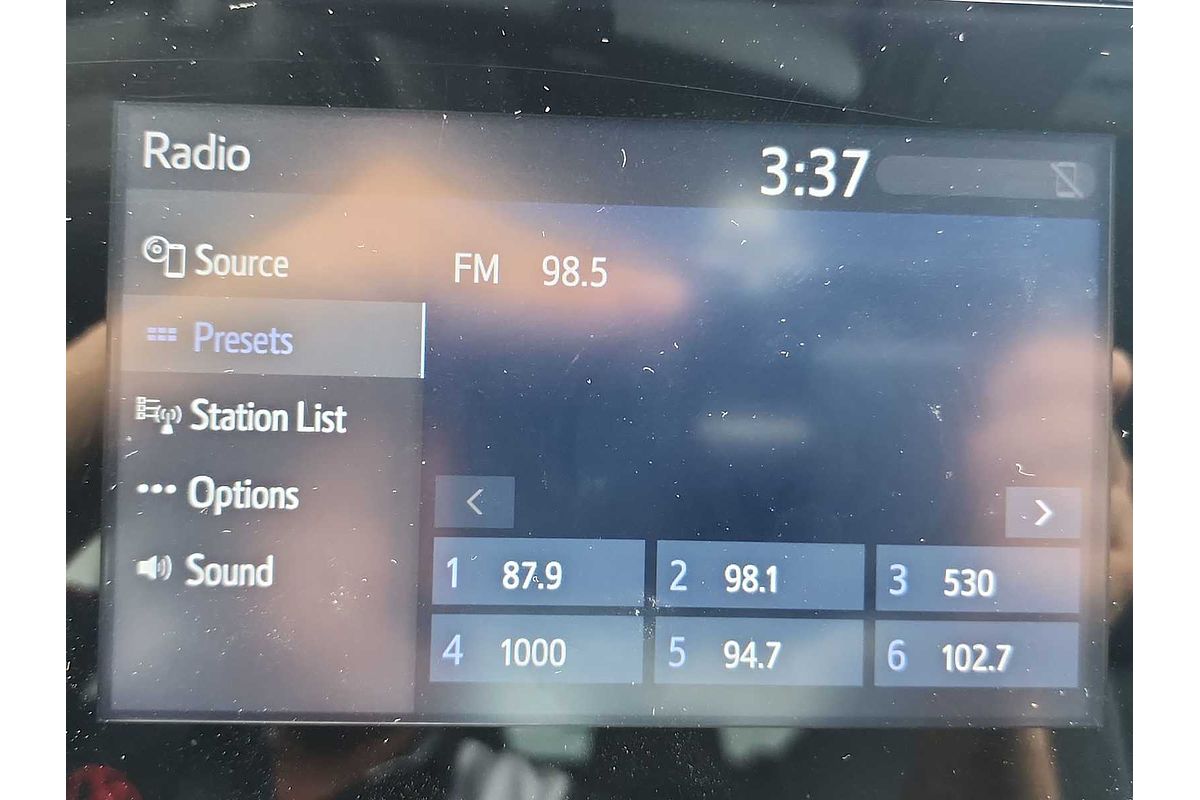 Radio 3:37
Source
FM 98.5
Presets
Station List
Options
Sound
< >
1 87.9 2 98.1 3 530
4 1000 5 94.7 6 102.7